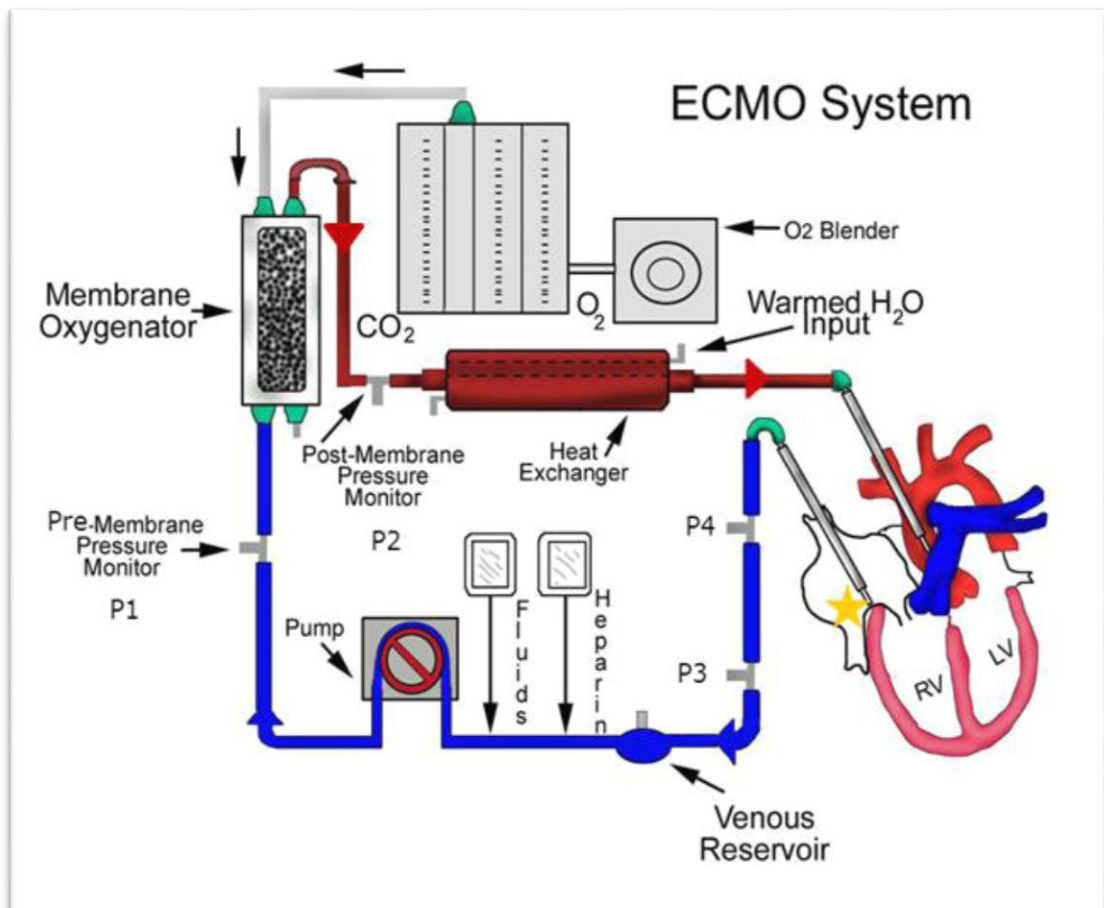 ECMO System
O2 Blender
O2
Warmed H2O
Input
Membrane
Oxygenator
CO2
Post-Membrane
Pressure
Monitor
Heat
Exchanger
Pre-Membrane
Pressure
Monitor
P1
P2
P4
P3
Pump
Fluids
Heparin
RV
LV
Venous
Reservoir